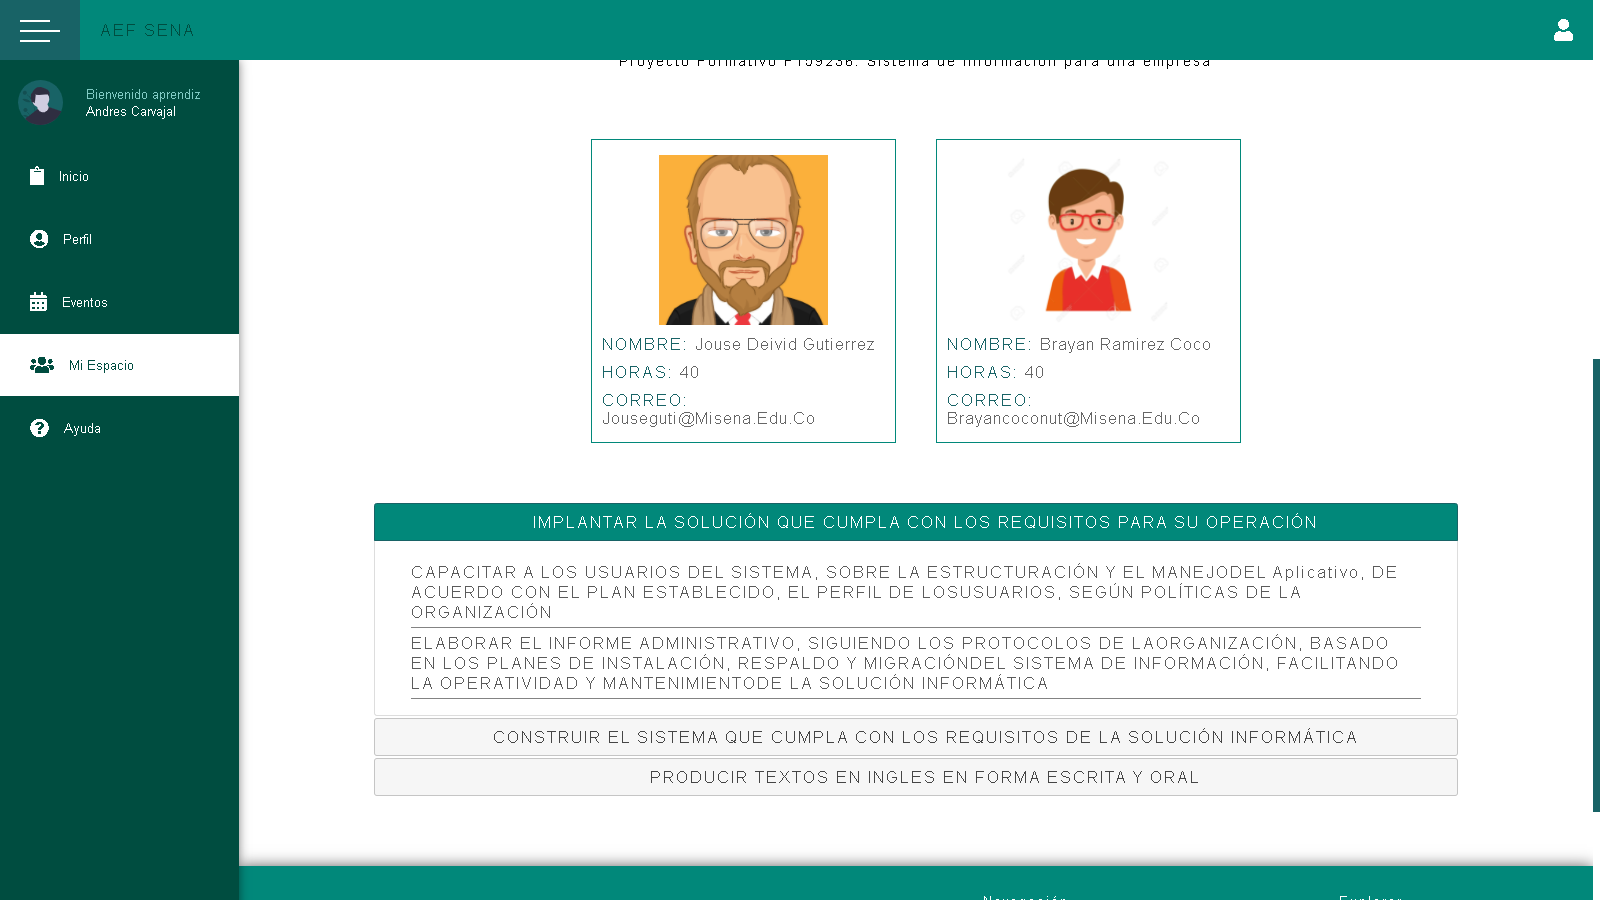 AEF SENA
Bienvenido aprendiz
Andres Carvajal
Inicio
Perfil
Eventos
Mi Espacio
Ayuda
Proyecto Formativo P159236: Sistema de información para una empresa
NOMBRE: Jouse Deivid Gutierrez
HORAS: 40
CORREO:
Jouseguti@Misena.Edu.Co
NOMBRE: Brayan Ramirez Coco
HORAS: 40
CORREO:
Brayancoconut@Misena.Edu.Co
IMPLANTAR LA SOLUCIÓN QUE CUMPLA CON LOS REQUISITOS PARA SU OPERACIÓN
CAPACITAR A LOS USUARIOS DEL SISTEMA, SOBRE LA ESTRUCTURACIÓN Y EL MANEJODEL Aplicativo, DE
ACUERDO CON EL PLAN ESTABLECIDO, EL PERFIL DE LOSUSUARIOS, SEGÚN POLÍTICAS DE LA
ORGANIZACIÓN
ELABORAR EL INFORME ADMINISTRATIVO, SIGUIENDO LOS PROTOCOLOS DE LAORGANIZACIÓN, BASADO
EN LOS PLANES DE INSTALACIÓN, RESPALDO Y MIGRACIÓNDEL SISTEMA DE INFORMACIÓN, FACILITANDO
LA OPERATIVIDAD Y MANTENIMIENTODE LA SOLUCIÓN INFORMÁTICA
CONSTRUIR EL SISTEMA QUE CUMPLA CON LOS REQUISITOS DE LA SOLUCIÓN INFORMÁTICA
PRODUCIR TEXTOS EN INGLES EN FORMA ESCRITA Y ORAL
Navegación
Explorar